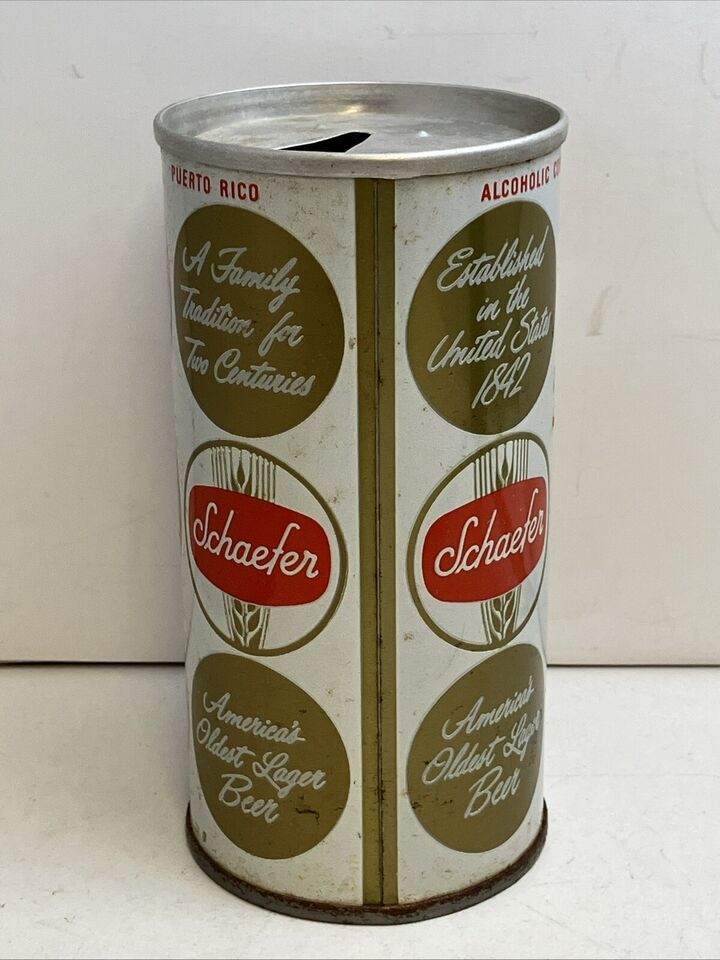 PUERTO RICO
A Family
Tradition for
Two Centuries
Schaefer
America's
Oldest Lager
Beer
ALCOHOLIC
Established
in the
United States
1842
Schaefer
America's
Oldest Lager
Beer